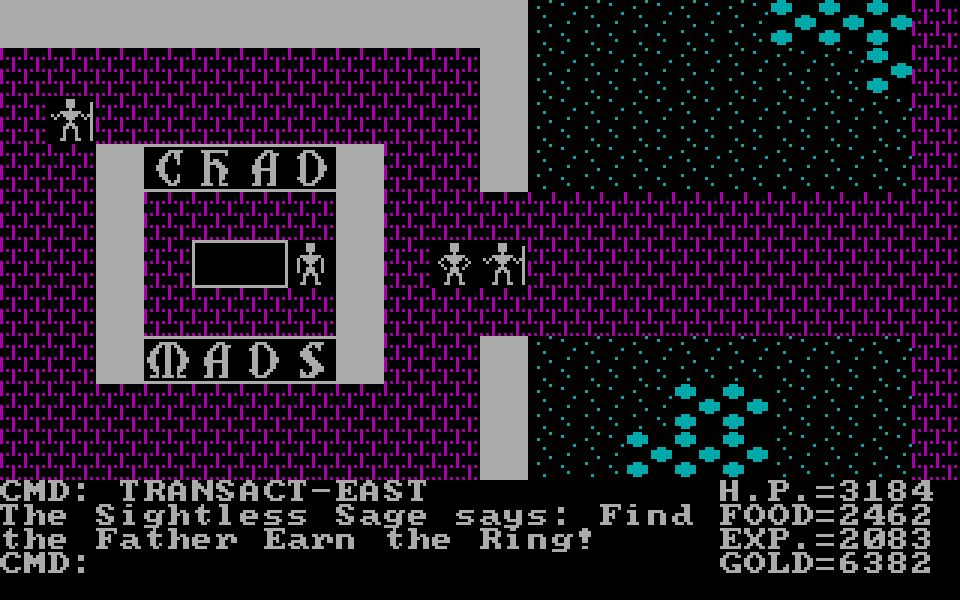 CHAD
MADS
CMD: TRANSACT-EAST H.P.=3184
The Sightless Sage says: Find FOOD=2462
the Father Earn the Ring! EXP.=2083
CMD: GOLD=6382